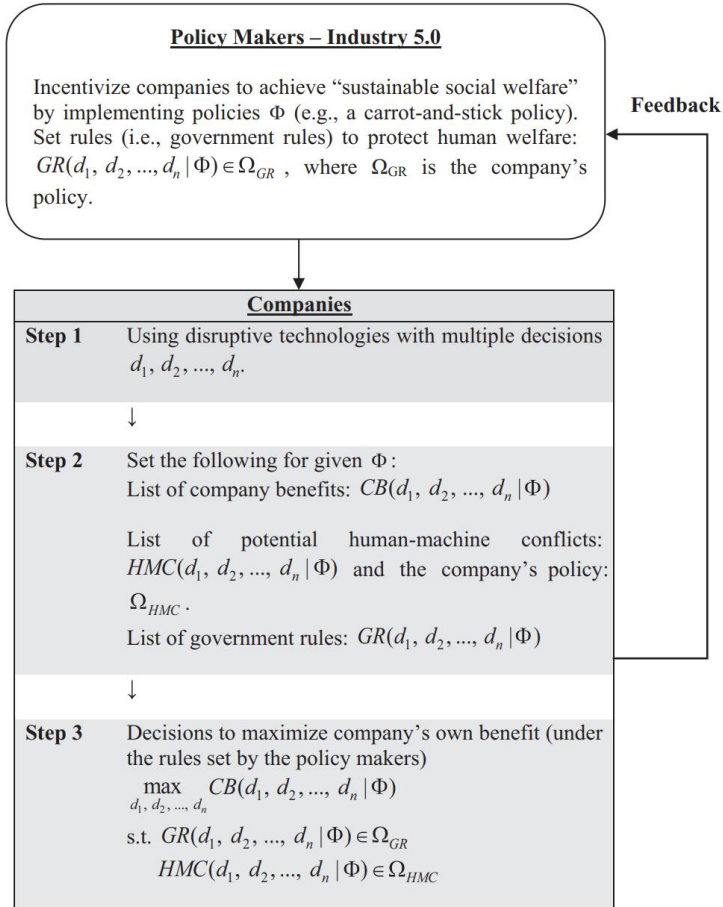 Policy Makers – Industry 5.0
Incentivize companies to achieve “sustainable social welfare”
by implementing policies Φ (e.g., a carrot-and-stick policy).
Set rules (i.e., government rules) to protect human welfare:
GR(d₁, d₂, ..., dₙ | Φ) ∈ Ω_GR , where Ω_GR is the company’s
policy.
Feedback
Companies
Step 1 Using disruptive technologies with multiple decisions
d₁, d₂, ..., dₙ.
↓
Step 2 Set the following for given Φ :
List of company benefits: CB(d₁, d₂, ..., dₙ | Φ)
List of potential human-machine conflicts:
HMC(d₁, d₂, ..., dₙ | Φ) and the company’s policy:
Ω_HMC .
List of government rules: GR(d₁, d₂, ..., dₙ | Φ)
↓
Step 3 Decisions to maximize company’s own benefit (under
the rules set by the policy makers)
max CB(d₁, d₂, ..., dₙ | Φ)
d₁, d₂, ..., dₙ
s.t. GR(d₁, d₂, ..., dₙ | Φ) ∈ Ω_GR
HMC(d₁, d₂, ..., dₙ | Φ) ∈ Ω_HMC